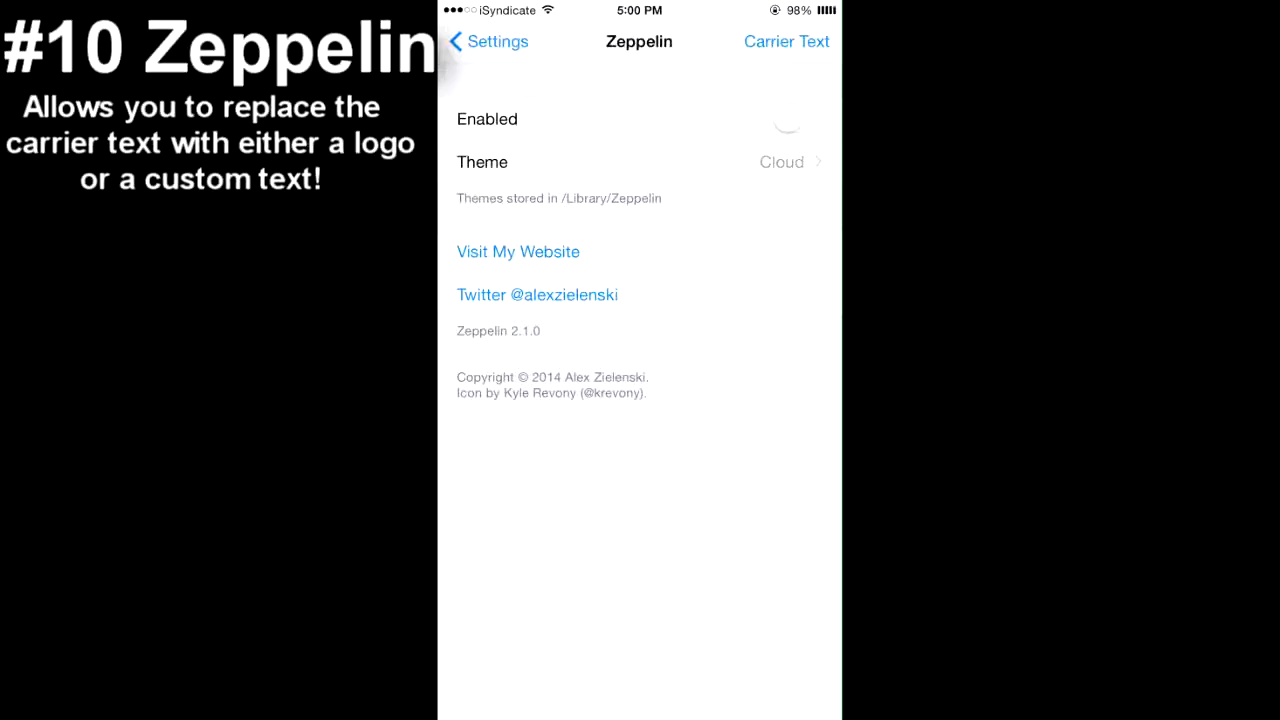 #10 Zeppelin
Allows you to replace the
carrier text with either a logo
or a custom text!
iSyndicate
5:00 PM
98%
Settings
Zeppelin
Carrier Text
Enabled
Theme
Cloud
Themes stored in /Library/Zeppelin
Visit My Website
Twitter @alexzielenski
Zeppelin 2.1.0
Copyright © 2014 Alex Zielenski.
Icon by Kyle Revony (@krevony).